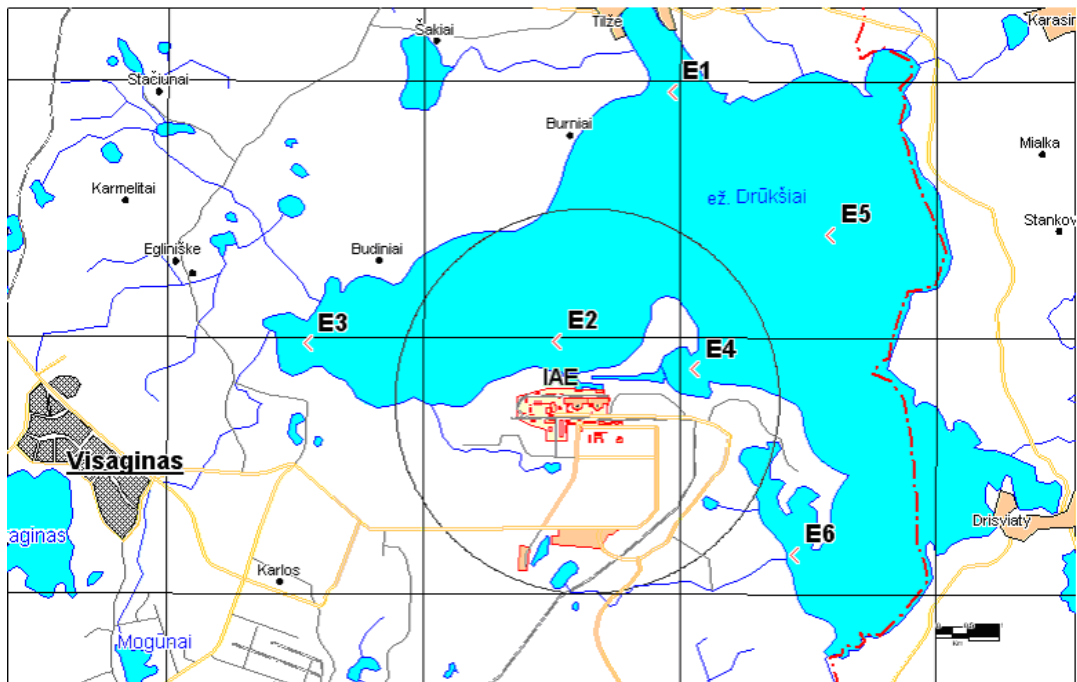 Tilže
Karasin
Šakiai
E1
Stačiunai
Burniai
Mialka
Karmelitai
ež. Drūkšiai
E5
Stankov
Egliniške
Budiniai
E3
E2
E4
IAE
Visaginas
aginas
Drisviaty
E6
Karlos
Mogunai